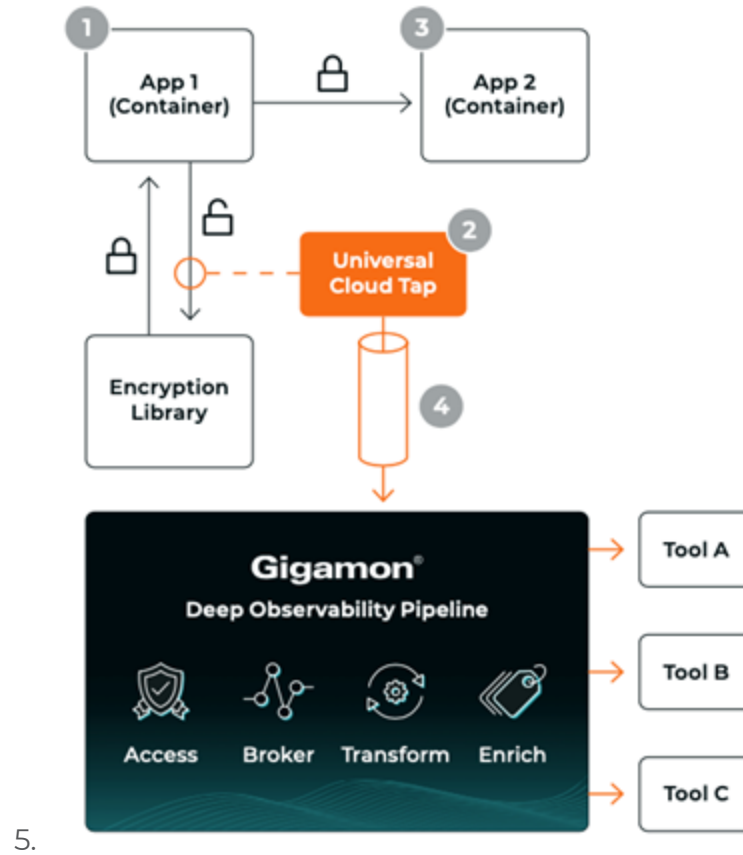 1
3
App 1
(Container)
App 2
(Container)
2
Universal
Cloud Tap
Encryption
Library
4
Gigamon®
Deep Observability Pipeline
Access
Broker
Transform
Enrich
Tool A
Tool B
Tool C
5.